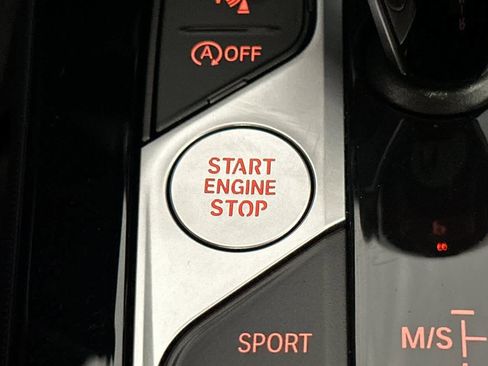 A OFF
START
ENGINE
STOP
SPORT
M/S